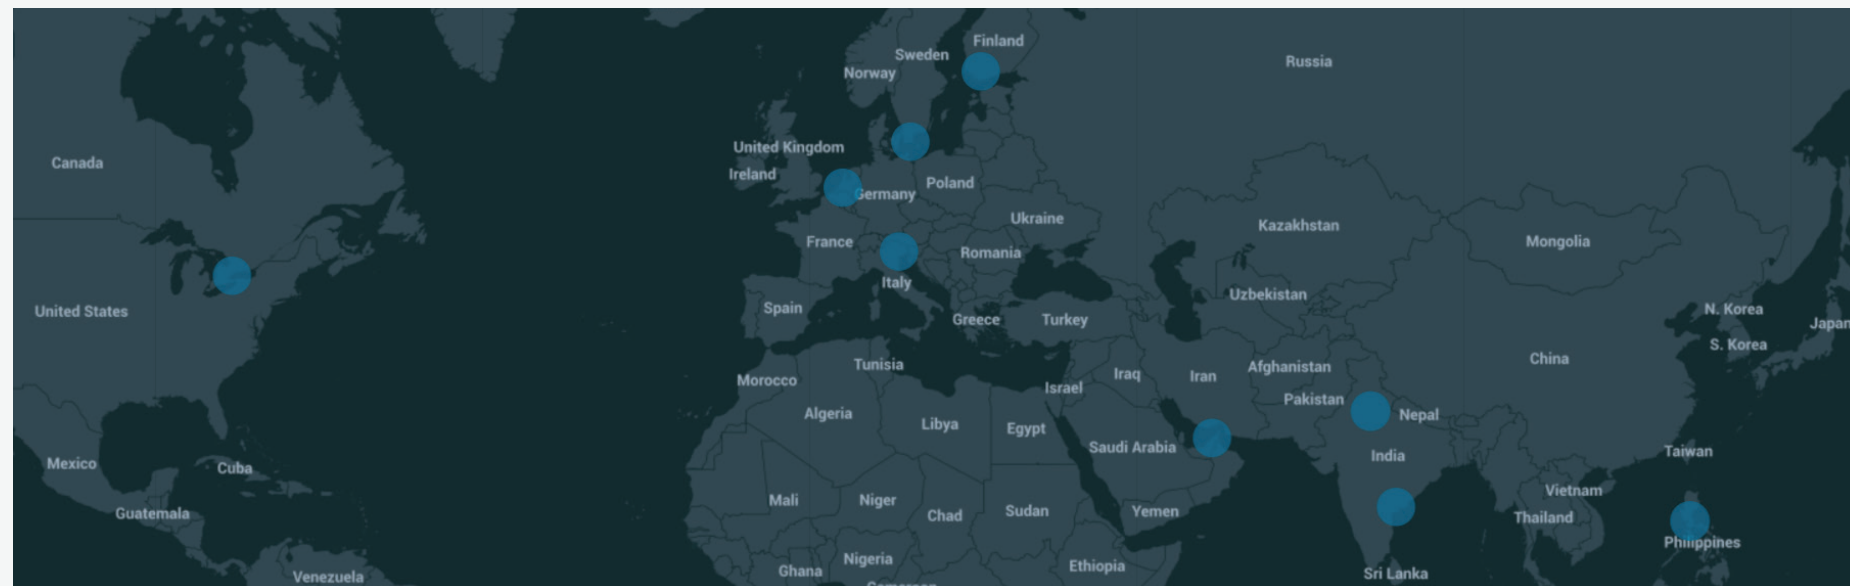 Finland
Sweden
Russia
Norway
United Kingdom
Canada
Ireland
Poland
Germany
Ukraine
Kazakhstan
France
Mongolia
Romania
Italy
Uzbekistan
United States
Spain
N. Korea
Greece
Turkey
Japan
S. Korea
China
Tunisia
Afghanistan
Iraq
Iran
Morocco
Israel
Pakistan
Algeria
Nepal
Libya
Egypt
Saudi Arabia
Taiwan
India
Mexico
Cuba
Vietnam
Mali
Niger
Sudan
Yemen
Guatemala
Chad
Thailand
Philippines
Nigeria
Ethiopia
Ghana
Sri Lanka
Venezuela
Cameroon